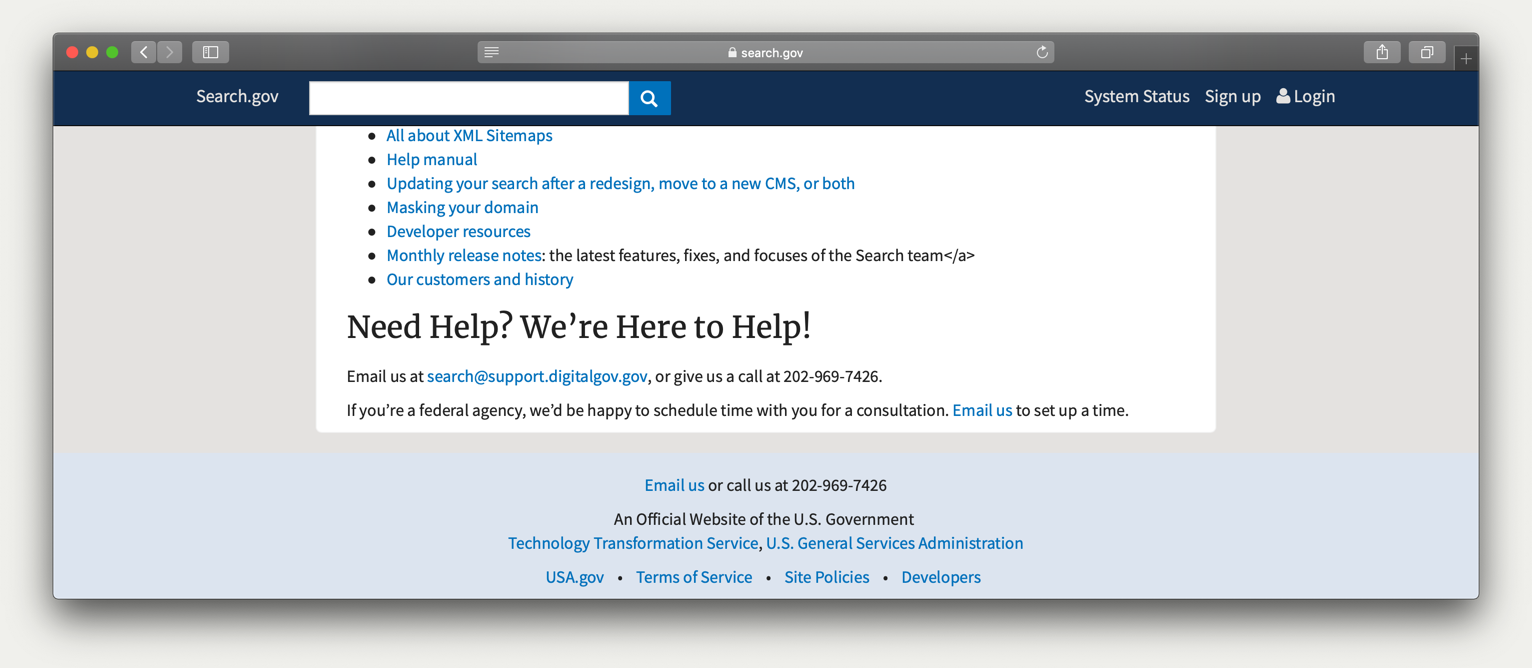 search.gov
Search.gov
System Status Sign up Login
All about XML Sitemaps
Help manual
Updating your search after a redesign, move to a new CMS, or both
Masking your domain
Developer resources
Monthly release notes: the latest features, fixes, and focuses of the Search team</a>
Our customers and history
Need Help? We’re Here to Help!
Email us at search@support.digitalgov.gov, or give us a call at 202-969-7426.
If you’re a federal agency, we’d be happy to schedule time with you for a consultation. Email us to set up a time.
Email us or call us at 202-969-7426
An Official Website of the U.S. Government
Technology Transformation Service, U.S. General Services Administration
USA.gov • Terms of Service • Site Policies • Developers